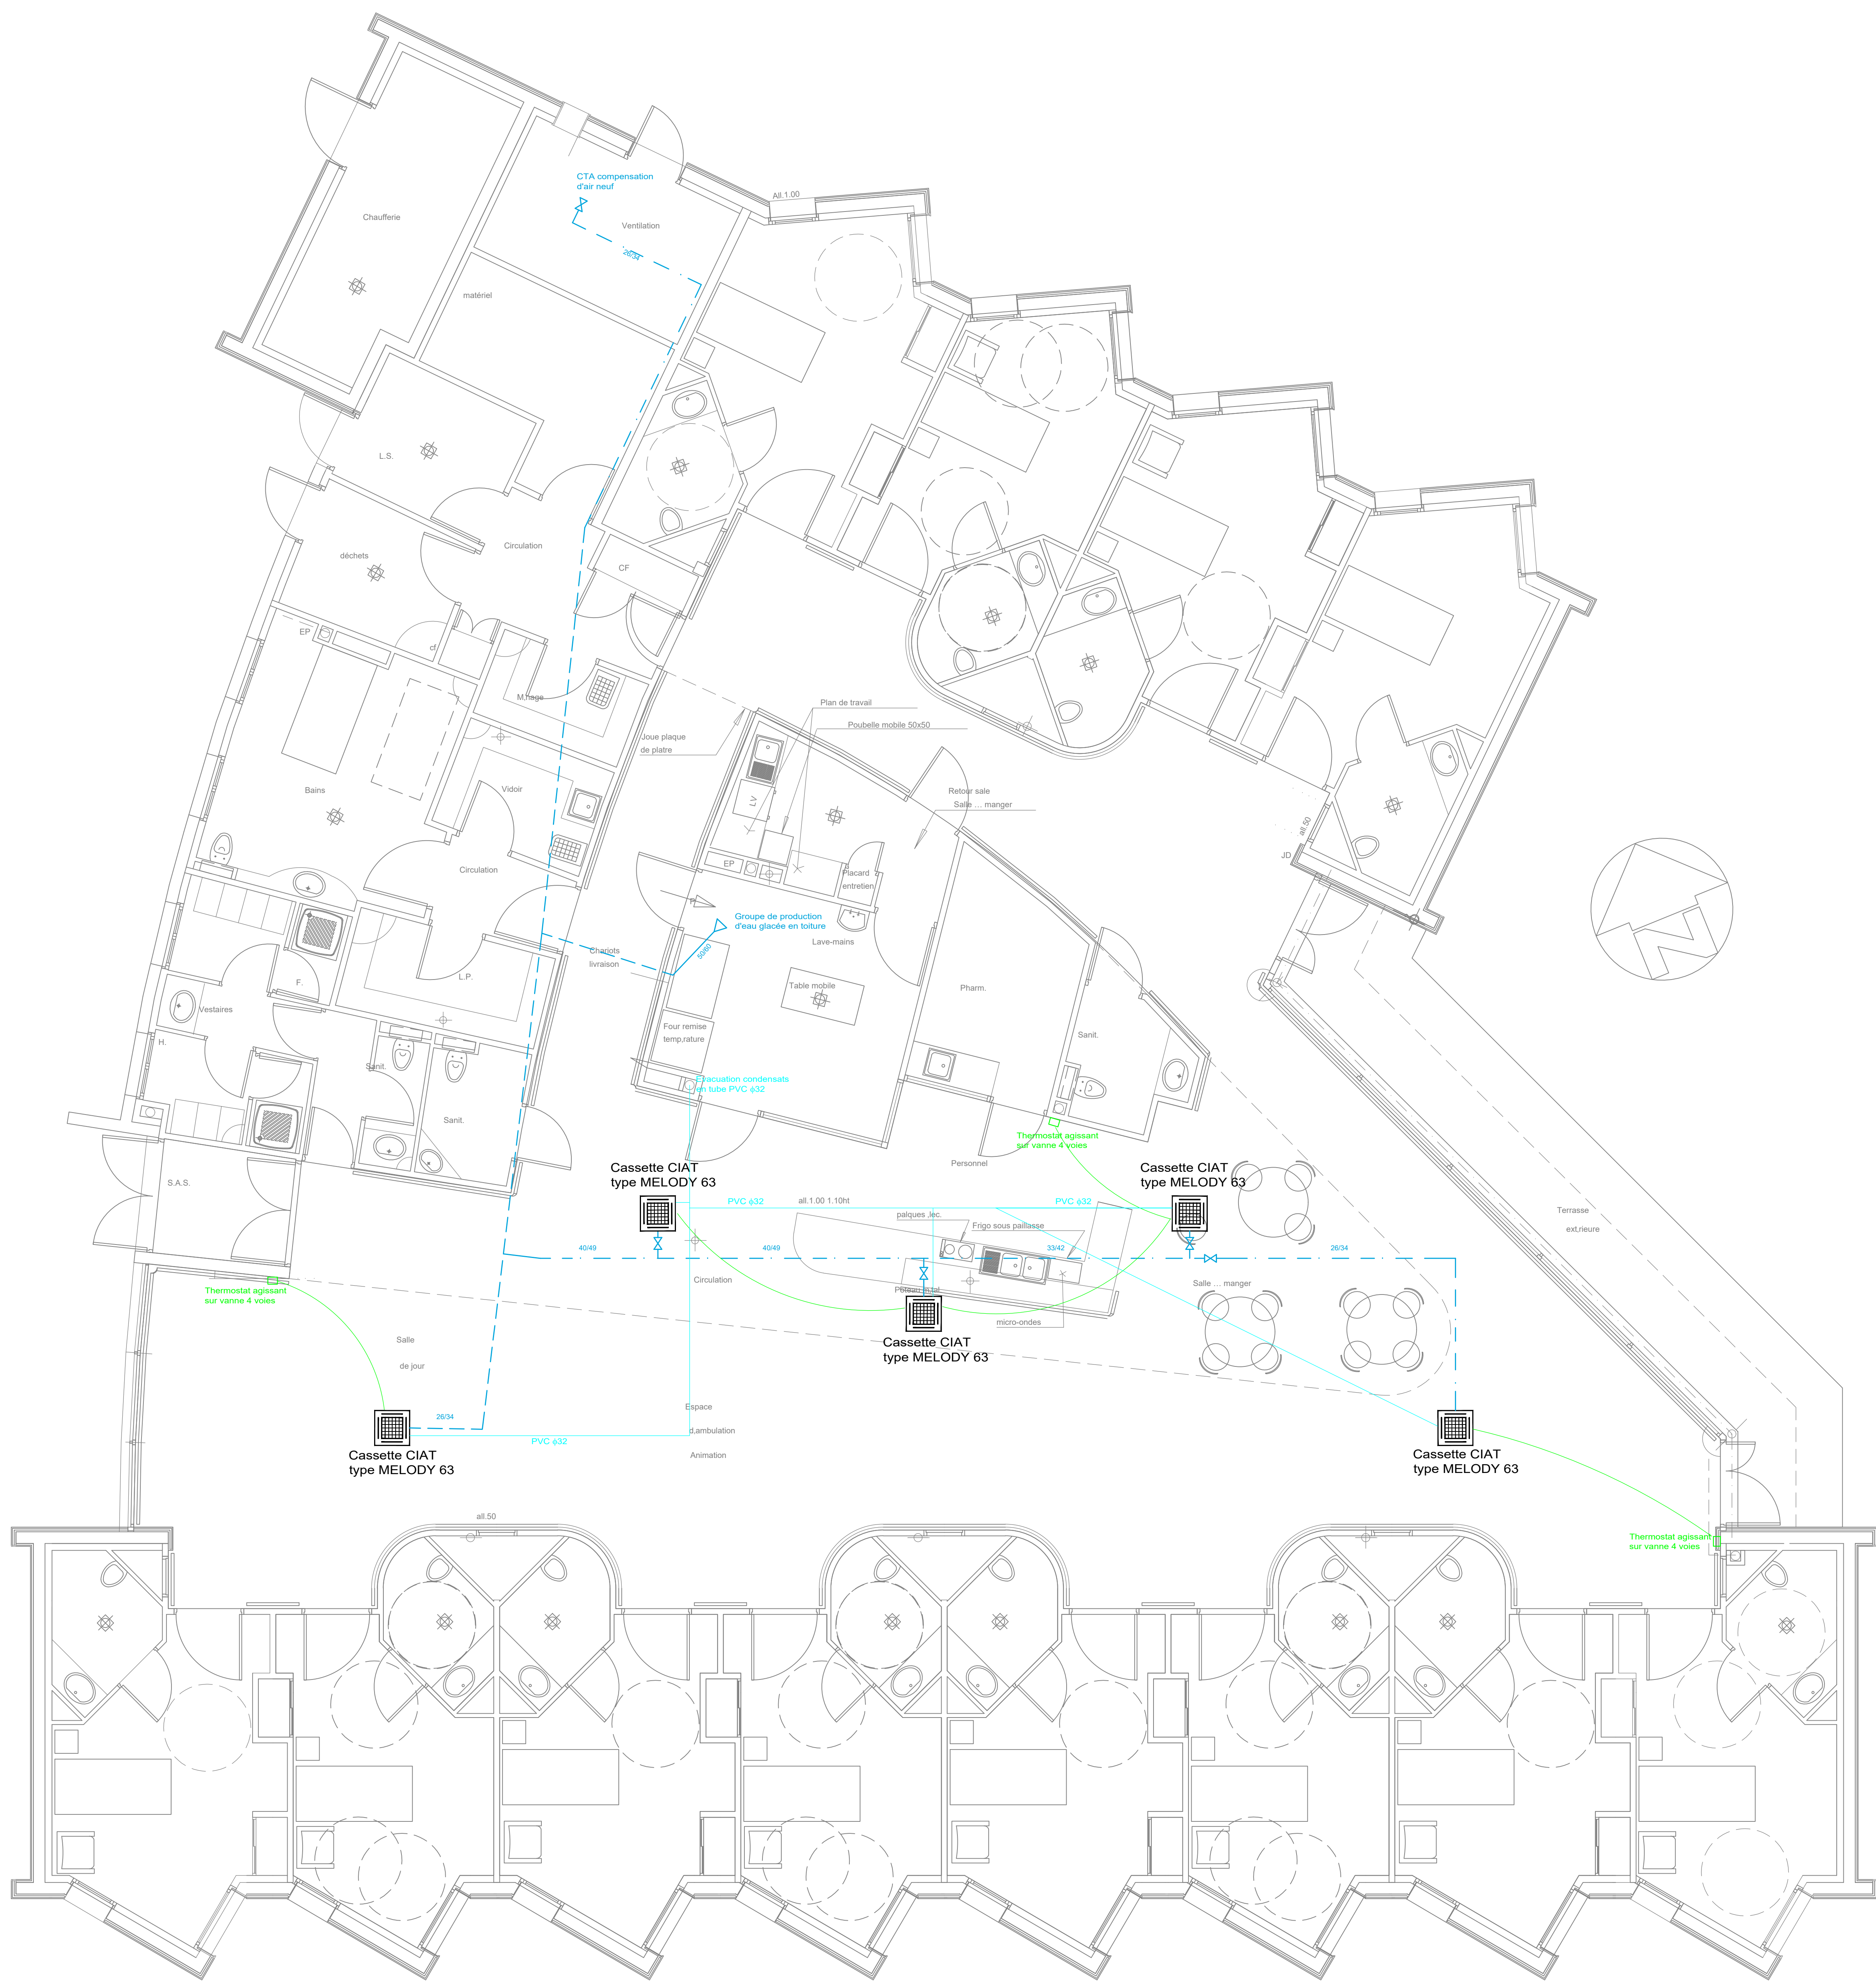 CTA compensation
d'air neuf
All.1.00
Chaufferie
Ventilation
26/34
matériel
L.S.
Circulation
déchets
CF
EP
cf
M,nage
Plan de travail
Poubelle mobile 50x50
Joue plaque
de platre
Bains
Vidoir
LV
Retour sale
Salle ... manger
all.50
JD
EP
Placard
entretien
Circulation
P
Groupe de production
d'eau glacée en toiture
50/60
Lave-mains
Chariots
livraison
L.P.
F.
Table mobile
Pharm.
Vestaires
Four remise
temp,rature
Sanit.
H.
Sanit.
Evacuation condensats
en tube PVC ϕ32
Sanit.
Thermostat agissant
sur vanne 4 voies
Personnel
Cassette CIAT
type MELODY 63
Cassette CIAT
type MELODY 63
S.A.S.
PVC ϕ32
all.1.00 1.10ht
PVC ϕ32
palques ,lec.
Frigo sous paillasse
Terrasse
ext,rieure
40/49
40/49
33/42
26/34
Circulation
Salle ... manger
Thermostat agissant
sur vanne 4 voies
Poteau m,tal
micro-ondes
Salle
de jour
Cassette CIAT
type MELODY 63
Espace
d,ambulation
Animation
26/34
PVC ϕ32
Cassette CIAT
type MELODY 63
Cassette CIAT
type MELODY 63
all.50
Thermostat agissant
sur vanne 4 voies